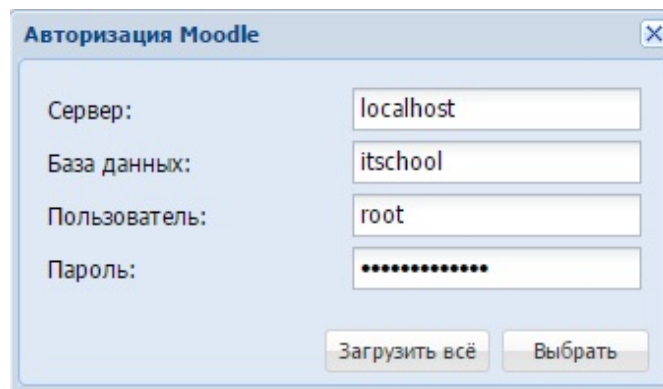 Авторизация Moodle
Сервер: localhost
База данных: itschool
Пользователь: root
Пароль: •••••••••••••
Загрузить всё Выбрать